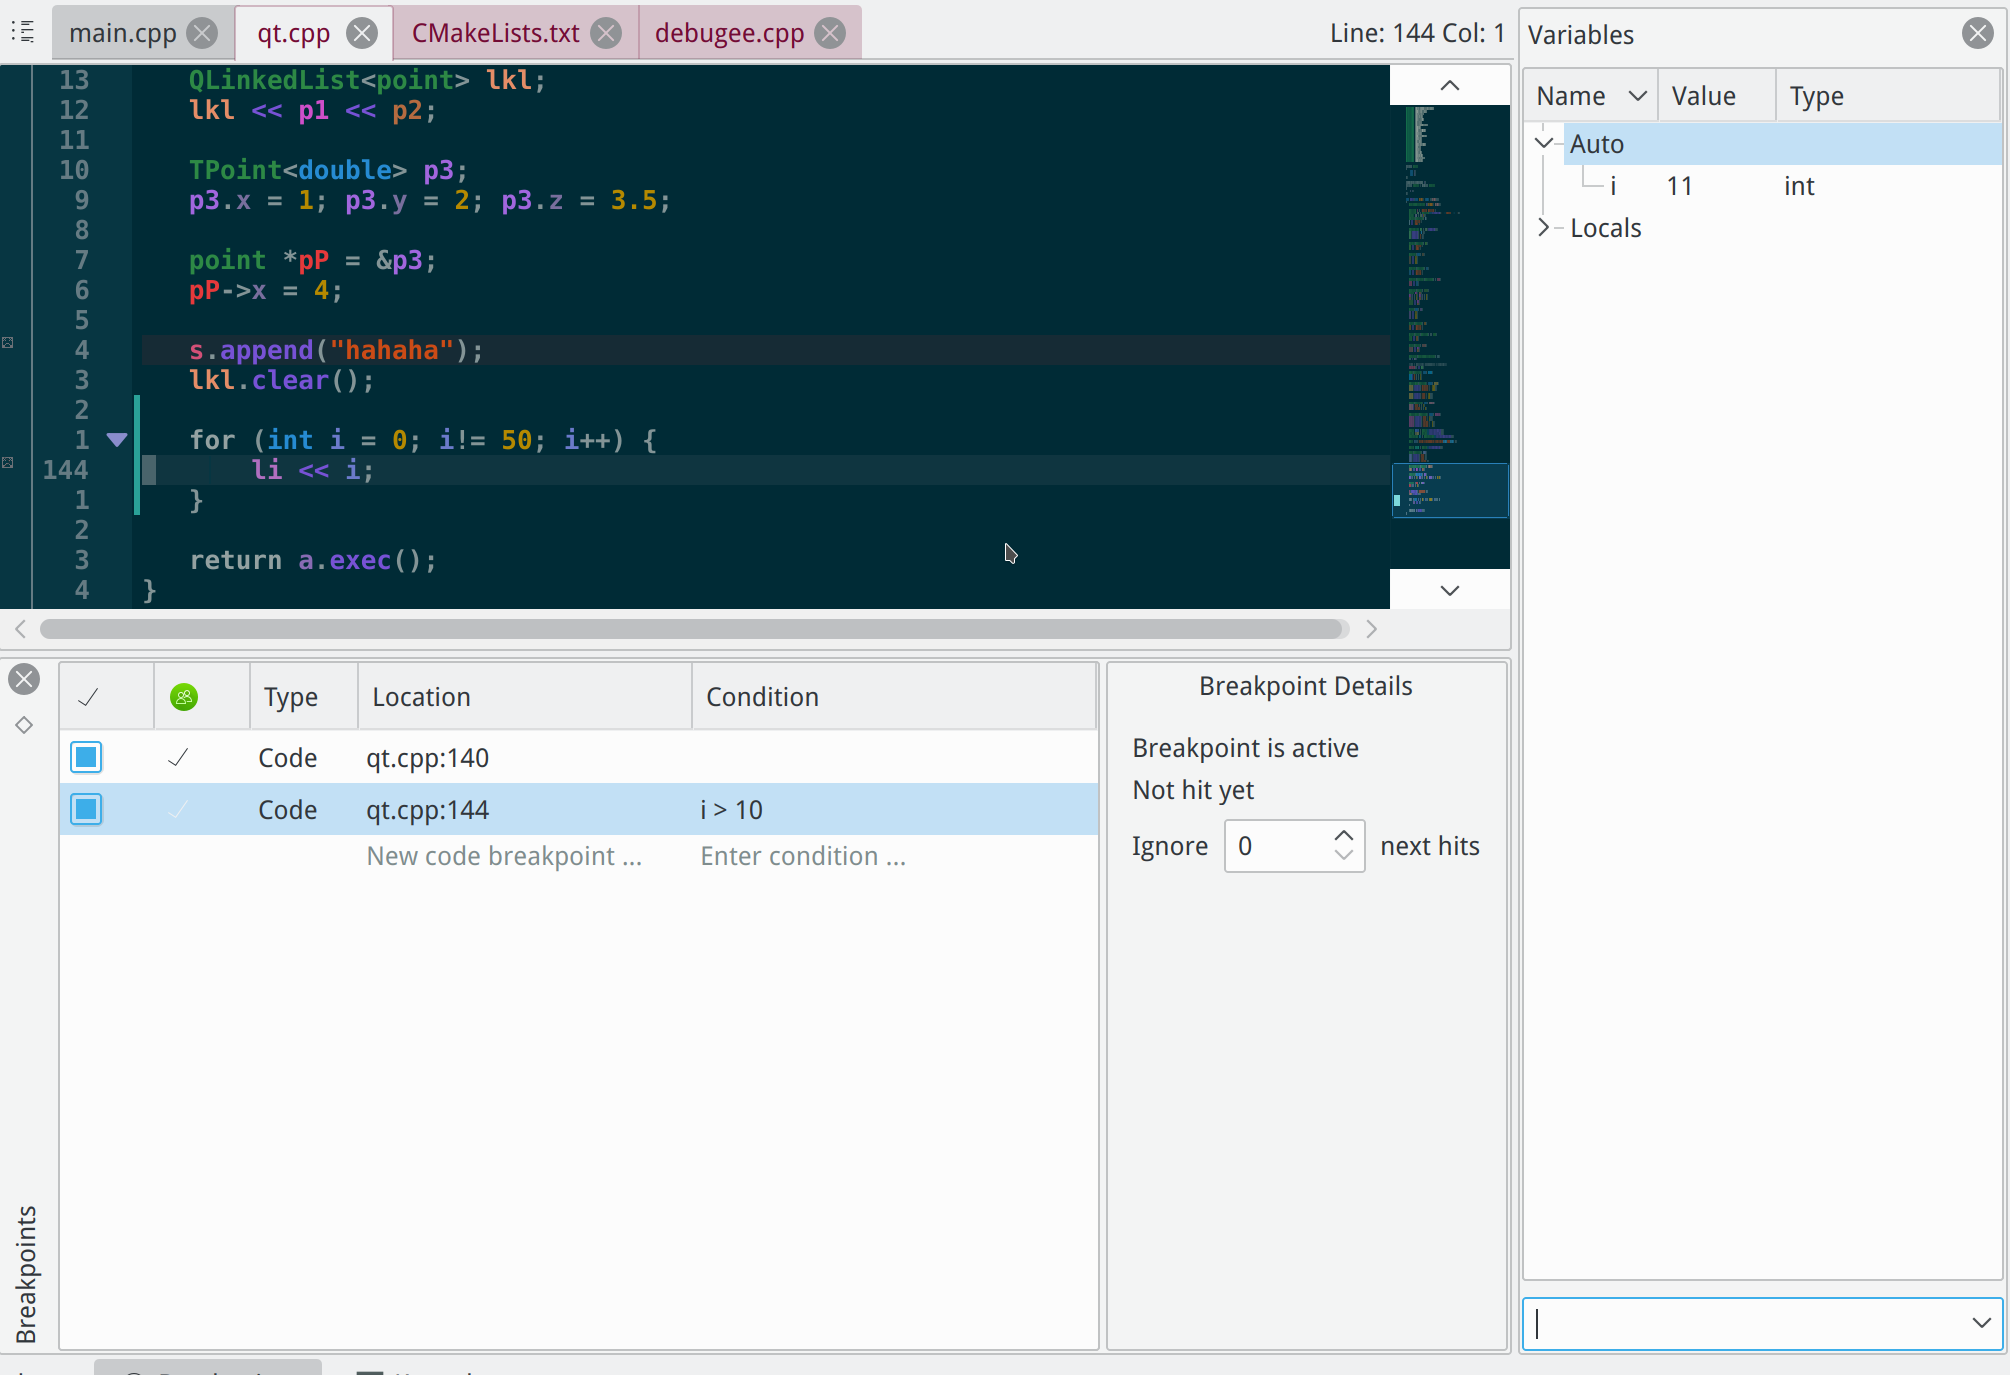 main.cpp qt.cpp CMakeLists.txt debugee.cpp Line: 144 Col: 1
13 QLinkedList<point> lkl;
12 lkl << p1 << p2;
11
10 TPoint<double> p3;
9 p3.x = 1; p3.y = 2; p3.z = 3.5;
8
7 point *pP = &p3;
6 pP->x = 4;
5
4 s.append("hahaha");
3 lkl.clear();
2
1 for (int i = 0; i!= 50; i++) {
144 li << i;
1 }
2
3 return a.exec();
4 }
Variables
Name Value Type
Auto
i 11 int
Locals
Breakpoints
Type Location Condition
Code qt.cpp:140
Code qt.cpp:144 i > 10
New code breakpoint ... Enter condition ...
Breakpoint Details
Breakpoint is active
Not hit yet
Ignore 0 next hits